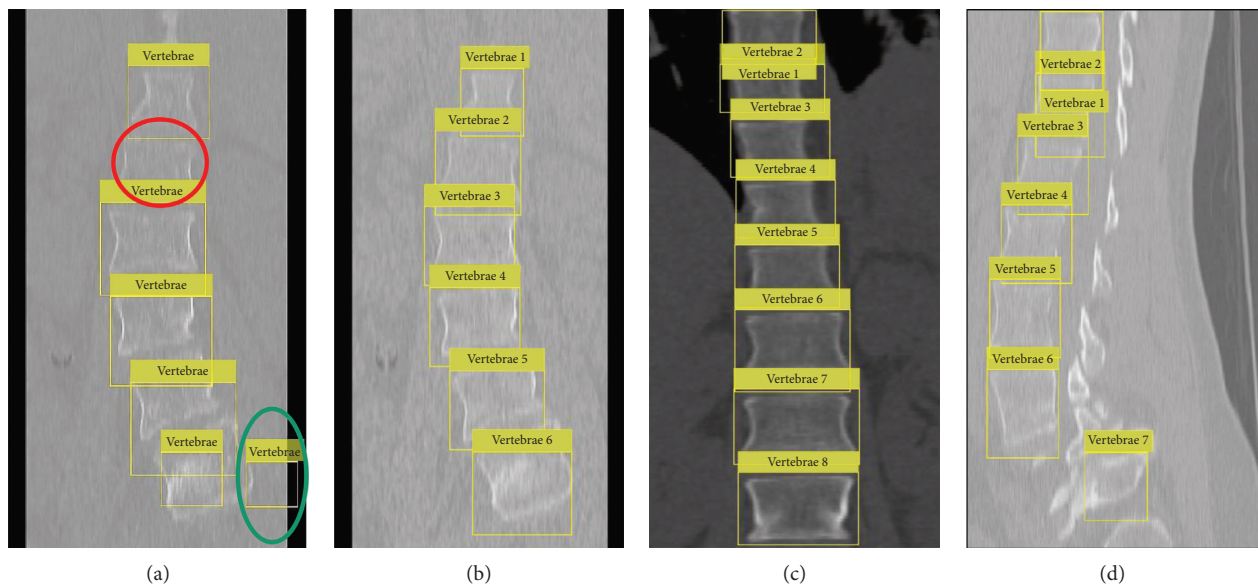 Vertebrae
Vertebrae
Vertebrae
Vertebrae
Vertebrae
Vertebrae
(a)
Vertebrae 1
Vertebrae 2
Vertebrae 3
Vertebrae 4
Vertebrae 5
Vertebrae 6
(b)
Vertebrae 2
Vertebrae 1
Vertebrae 3
Vertebrae 4
Vertebrae 5
Vertebrae 6
Vertebrae 7
Vertebrae 8
(c)
Vertebrae 2
Vertebrae 1
Vertebrae 3
Vertebrae 4
Vertebrae 5
Vertebrae 6
Vertebrae 7
(d)